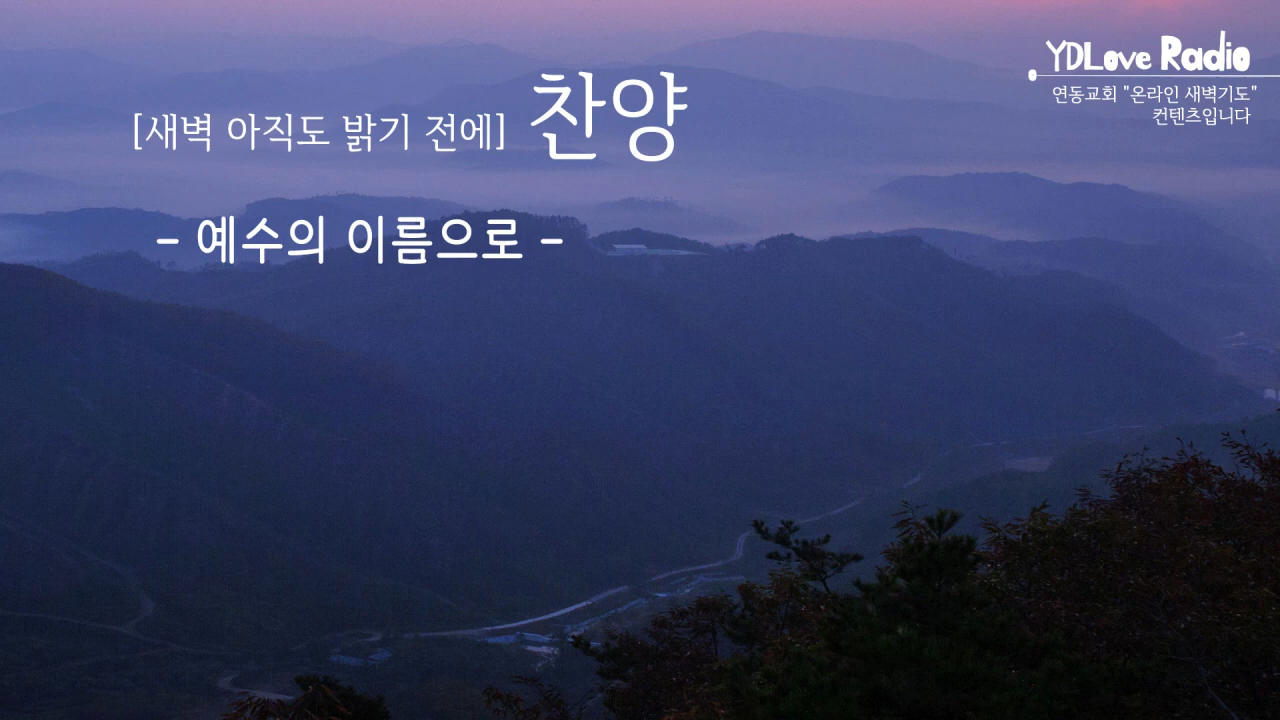 [새벽 아직도 밝기 전에] 찬양
- 예수의 이름으로 -
YDLove Radio
연동교회 "온라인 새벽기도"
컨텐츠입니다